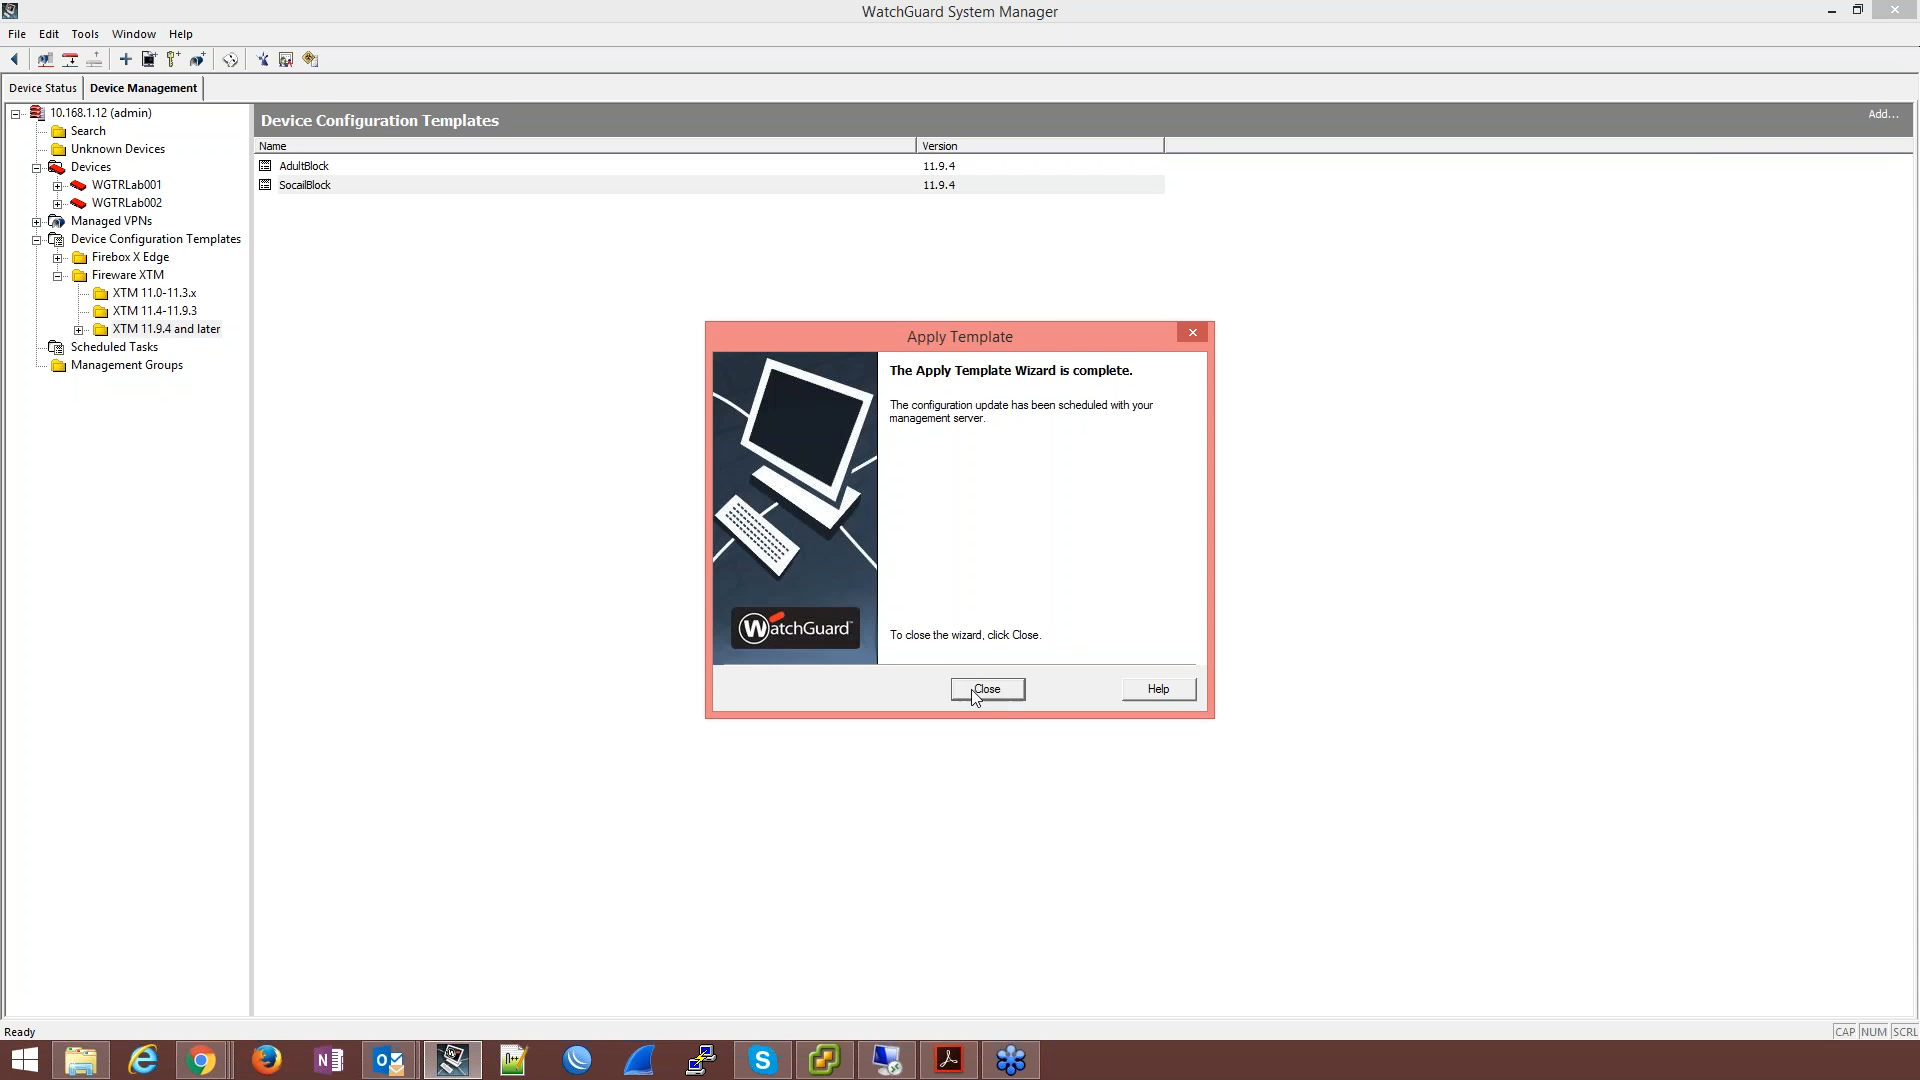 WatchGuard System Manager
File Edit Tools Window Help
Device Status Device Management
10.168.1.12 (admin)
Search
Unknown Devices
Devices
WGTRLab001
WGTRLab002
Managed VPNs
Device Configuration Templates
Firebox X Edge
Fireware XTM
XTM 11.0-11.3.x
XTM 11.4-11.9.3
XTM 11.9.4 and later
Scheduled Tasks
Management Groups
Device Configuration Templates Add...
Name Version
AdultBlock 11.9.4
SocailBlock 11.9.4
Apply Template
The Apply Template Wizard is complete.
The configuration update has been scheduled with your
management server.
WatchGuard
To close the wizard, click Close.
Close Help
Ready CAP NUM SCRL